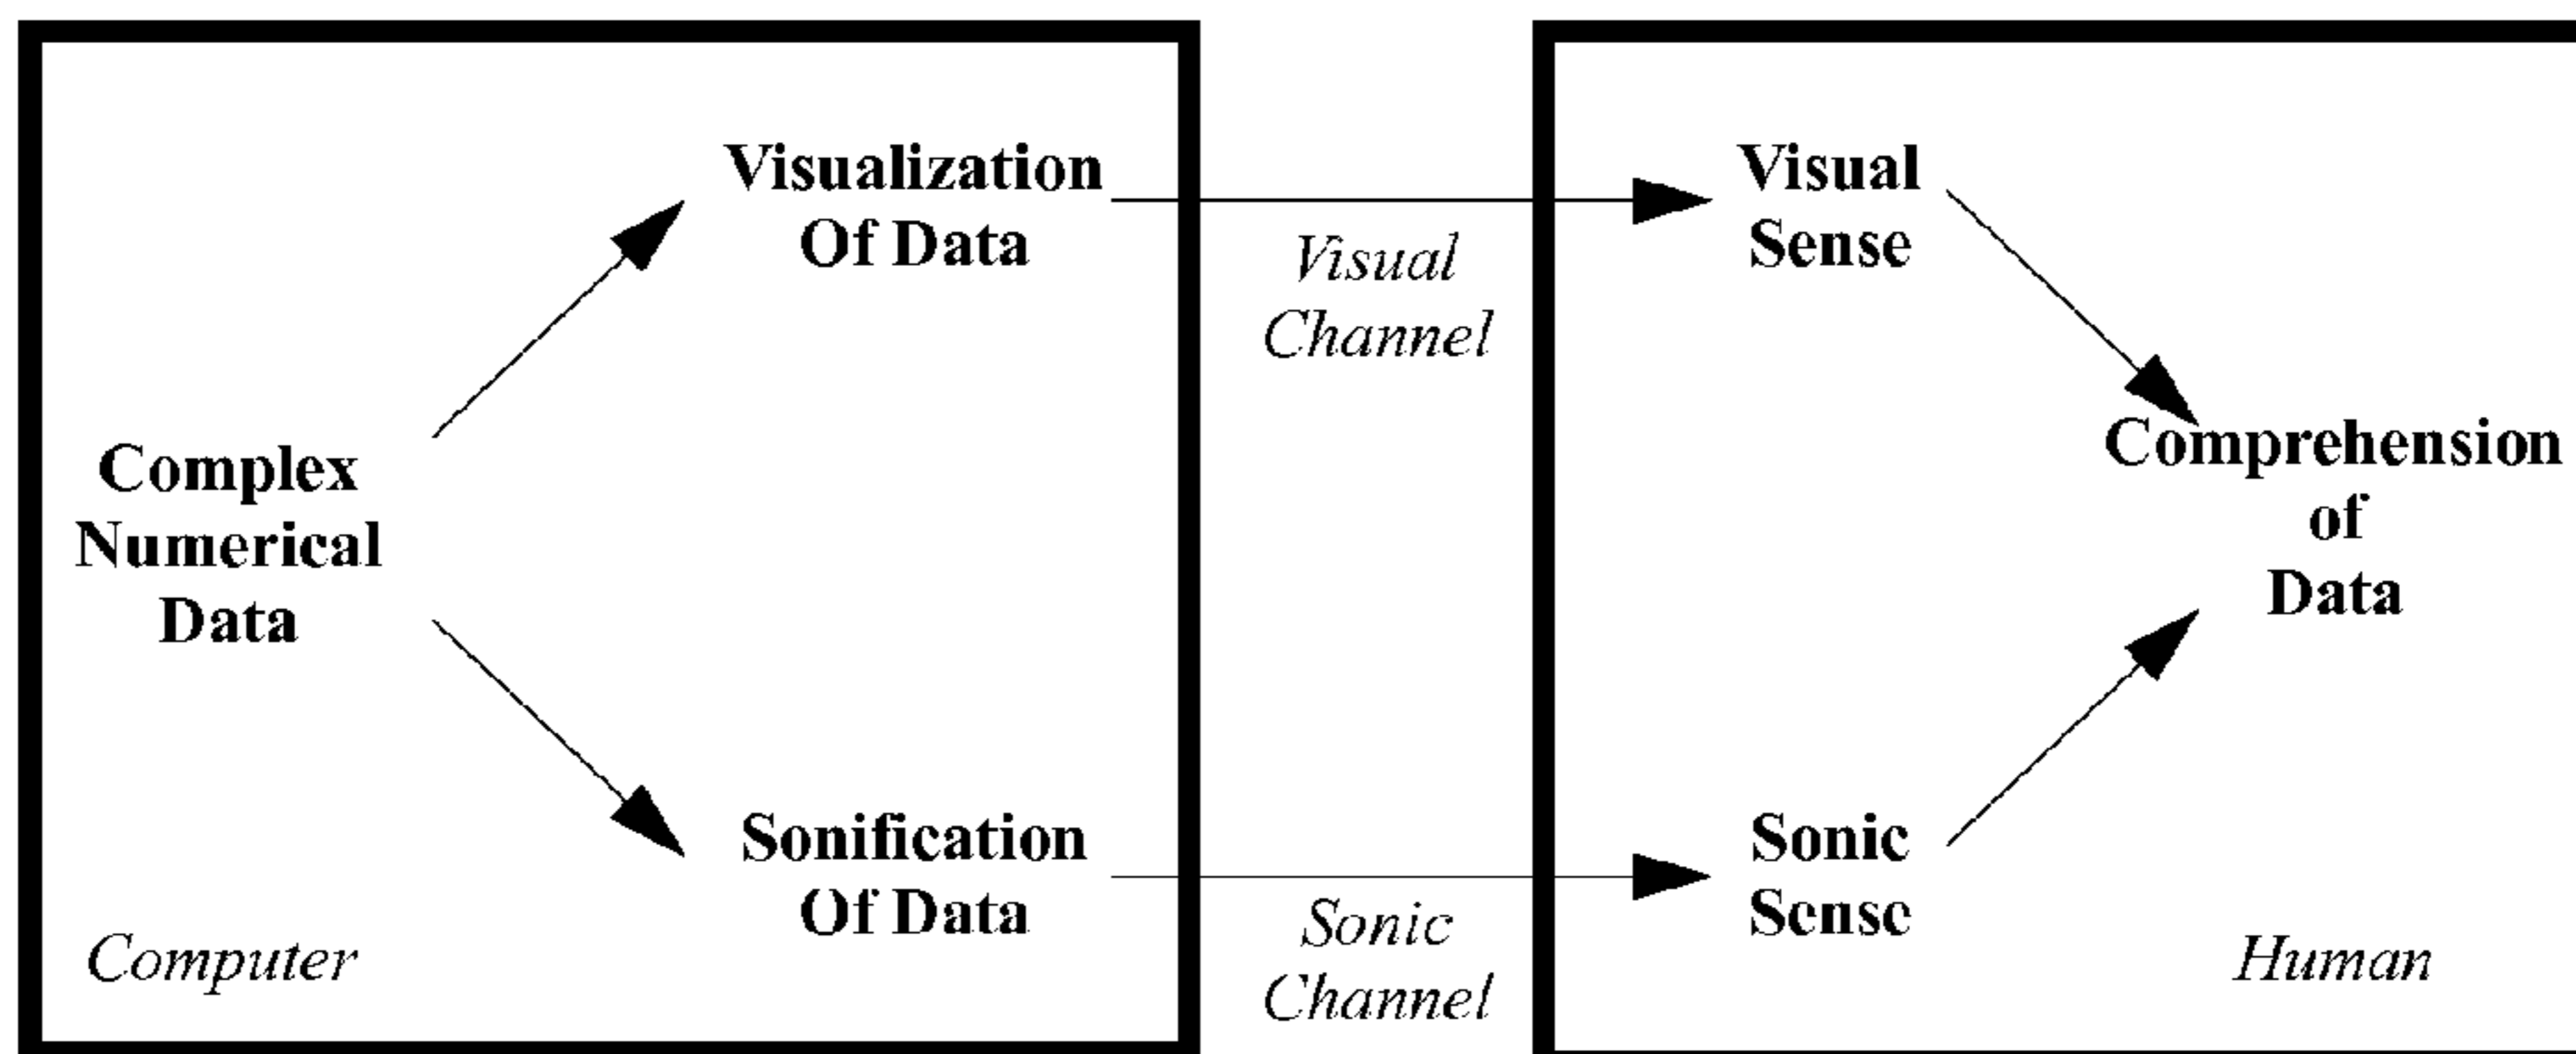 Visualization
Of Data
Visual
Channel
Visual
Sense
Complex
Numerical
Data
Comprehension
of
Data
Sonification
Of Data
Sonic
Channel
Sonic
Sense
Computer
Human